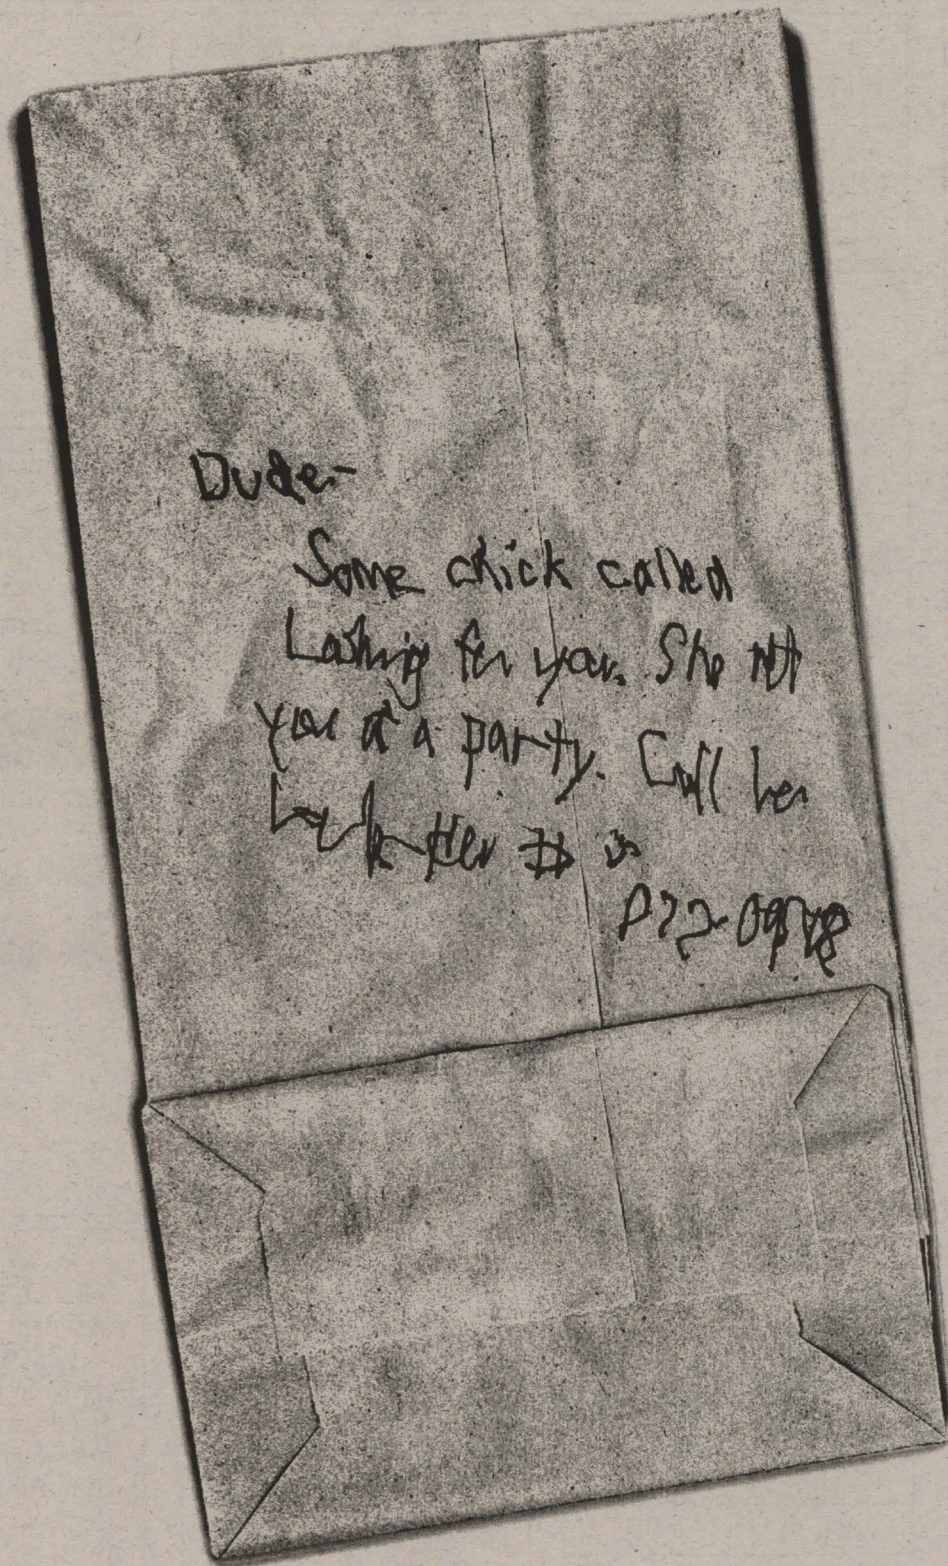 Dude-
Some chick called
Looking for you. She met
you at a party. Call her
back- Her # is